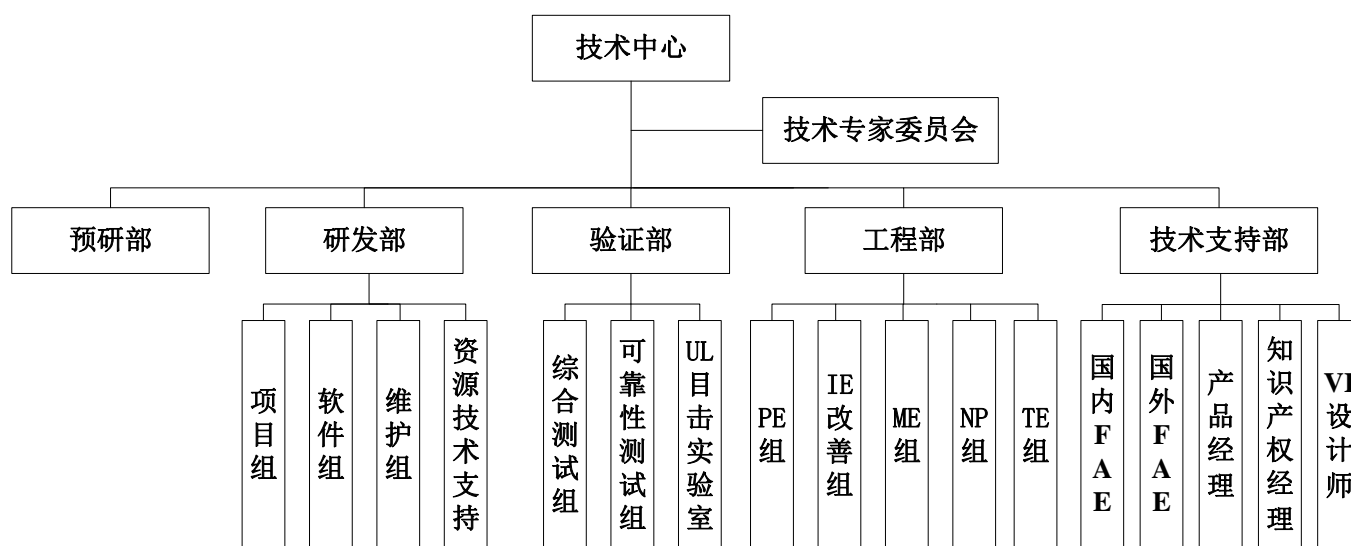 技术中心
技术专家委员会
预研部
研发部
验证部
工程部
技术支持部
项目组
软件组
维护组
资源技术支持
综合测试组
可靠性测试组
UL目击实验室
PE组
IE改善组
ME组
NP组
TE组
国内FAE
国外FAE
产品经理
知识产权经理
VI设计师